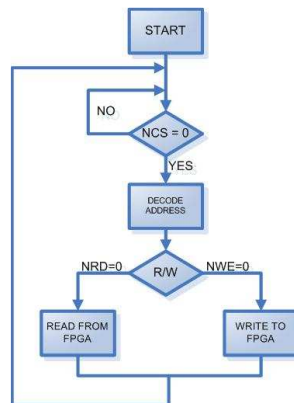 START
NO
NCS = 0
YES
DECODE
ADDRESS
NRD=0
R/W
NWE=0
READ FROM
FPGA
WRITE TO
FPGA